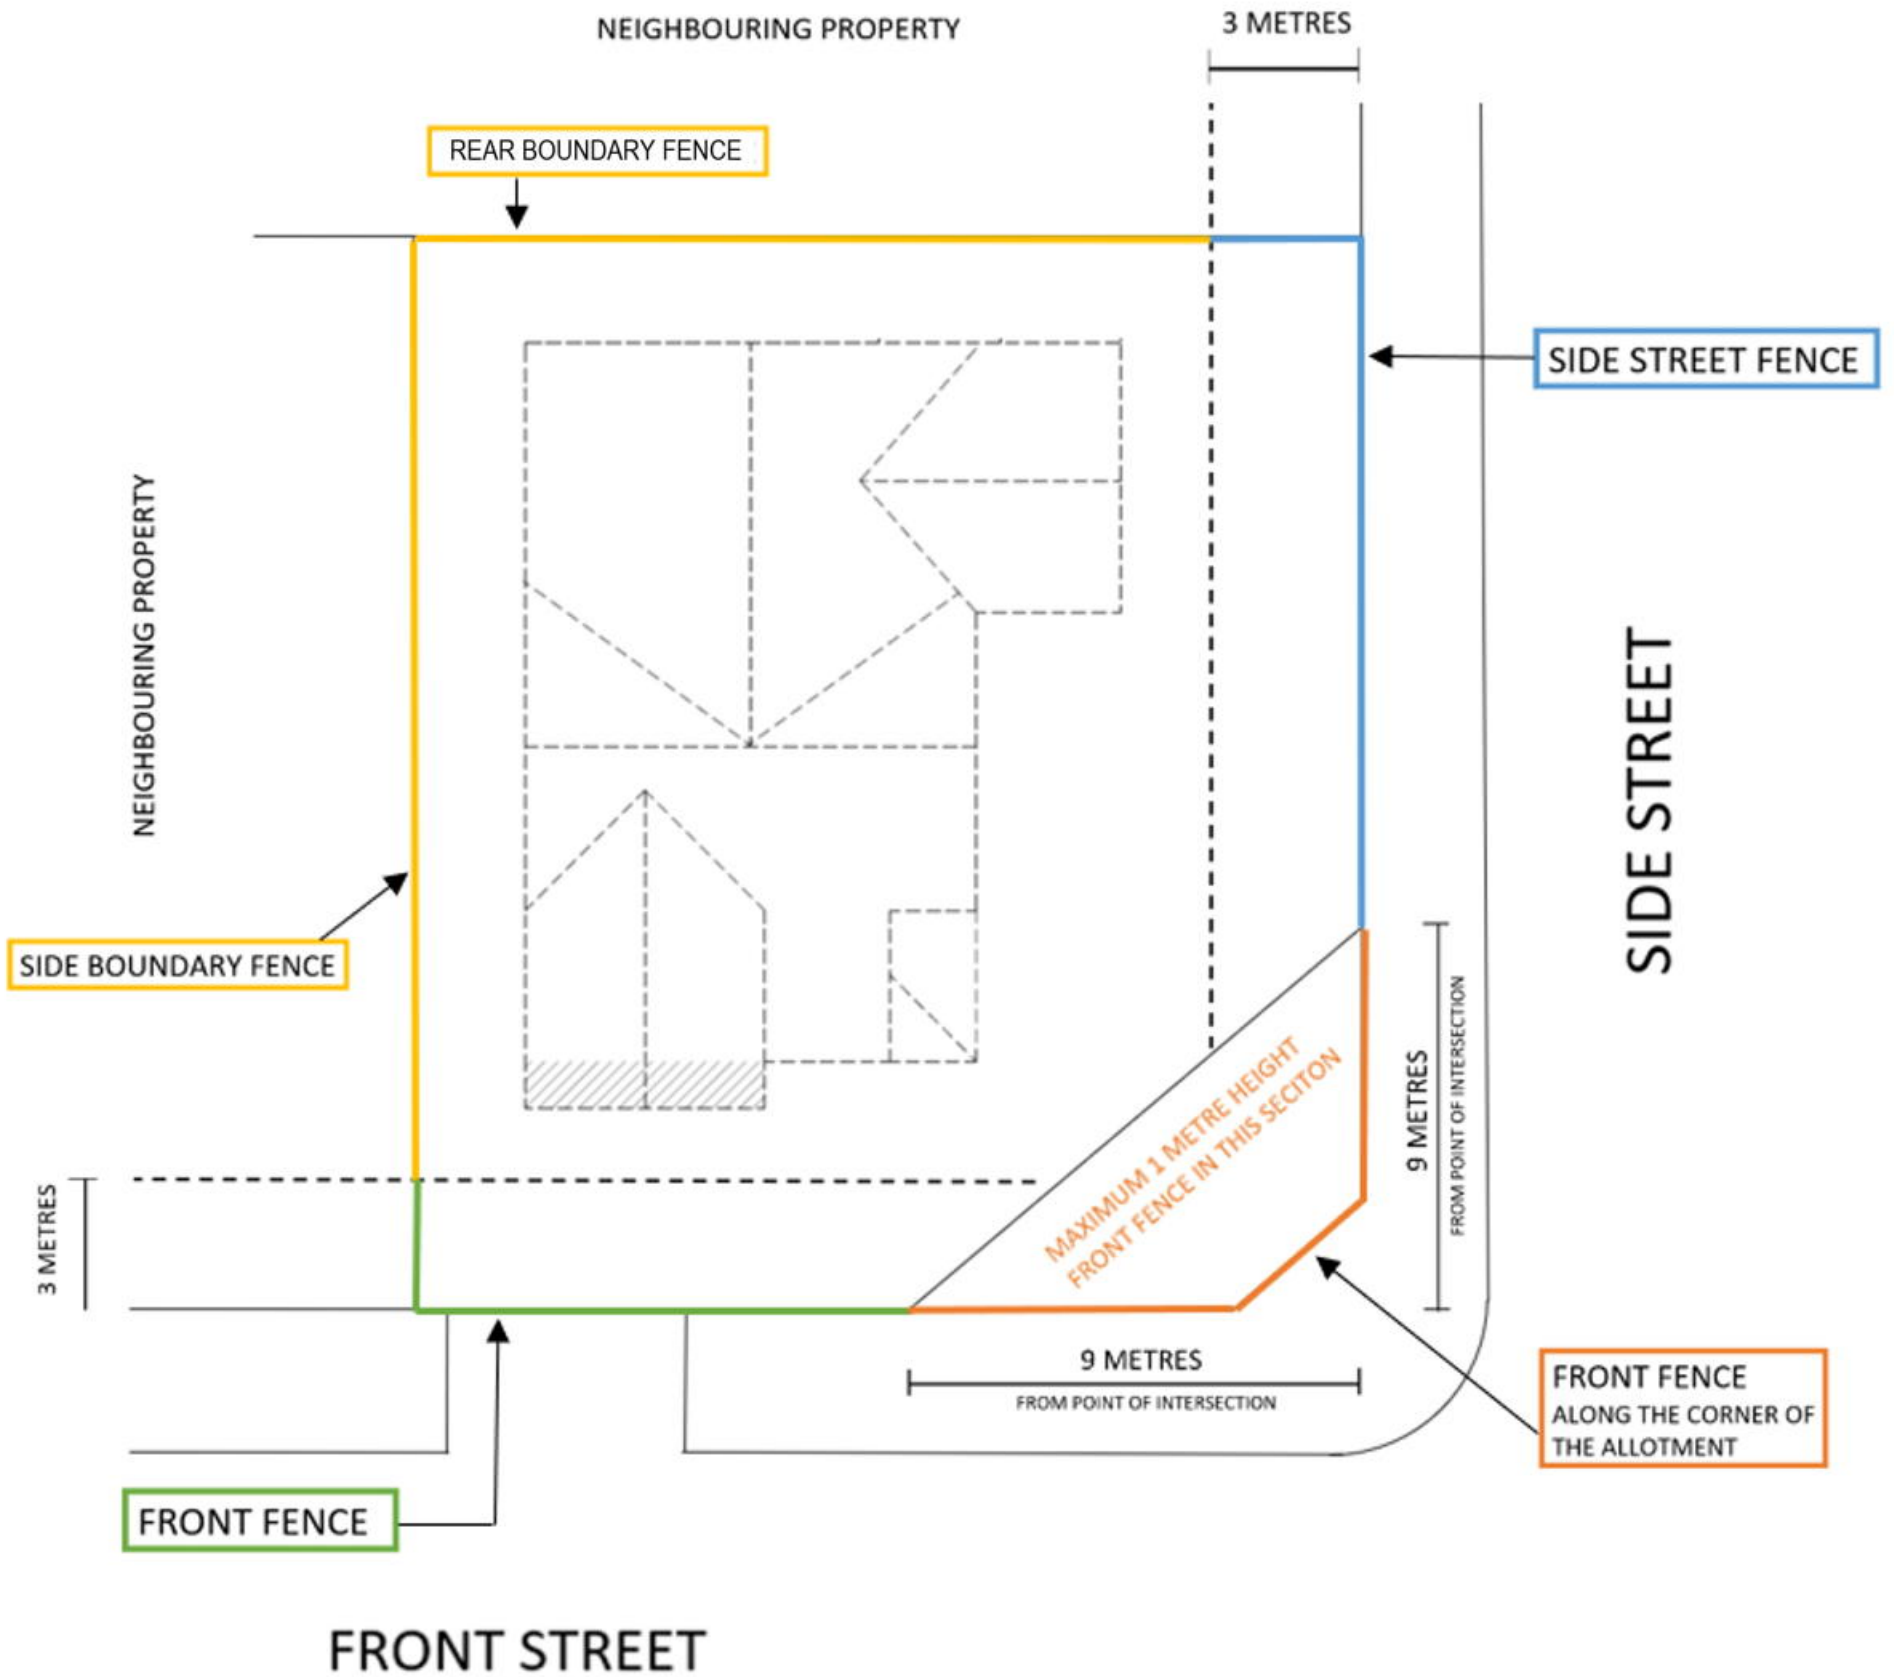 NEIGHBOURING PROPERTY
3 METRES
REAR BOUNDARY FENCE
SIDE STREET FENCE
NEIGHBOURING PROPERTY
SIDE STREET
SIDE BOUNDARY FENCE
MAXIMUM 1 METRE HEIGHT
FRONT FENCE IN THIS SECITON
9 METRES
FROM POINT OF INTERSECTION
3 METRES
9 METRES
FROM POINT OF INTERSECTION
FRONT FENCE
ALONG THE CORNER OF
THE ALLOTMENT
FRONT FENCE
FRONT STREET